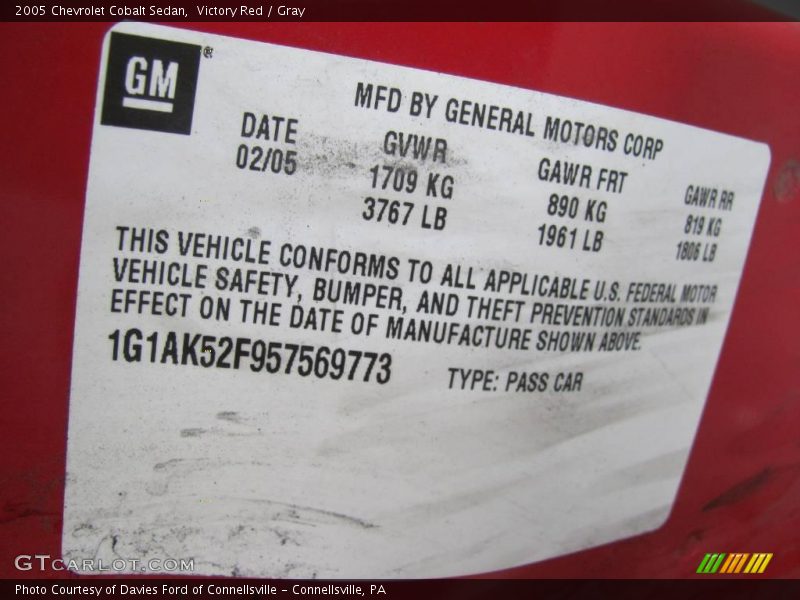 2005 Chevrolet Cobalt Sedan,  Victory Red / Gray
GM ®
MFD BY GENERAL MOTORS CORP
DATE GVWR GAWR FRT GAWR RR
02/05 1709 KG 890 KG 819 KG
3767 LB 1961 LB 1806 LB
THIS VEHICLE CONFORMS TO ALL APPLICABLE U.S. FEDERAL MOTOR
VEHICLE SAFETY, BUMPER, AND THEFT PREVENTION STANDARDS IN
EFFECT ON THE DATE OF MANUFACTURE SHOWN ABOVE.
1G1AK52F957569773 TYPE: PASS CAR
GTCARLOT.COM
Photo Courtesy of Davies Ford of Connellsville – Connellsville, PA